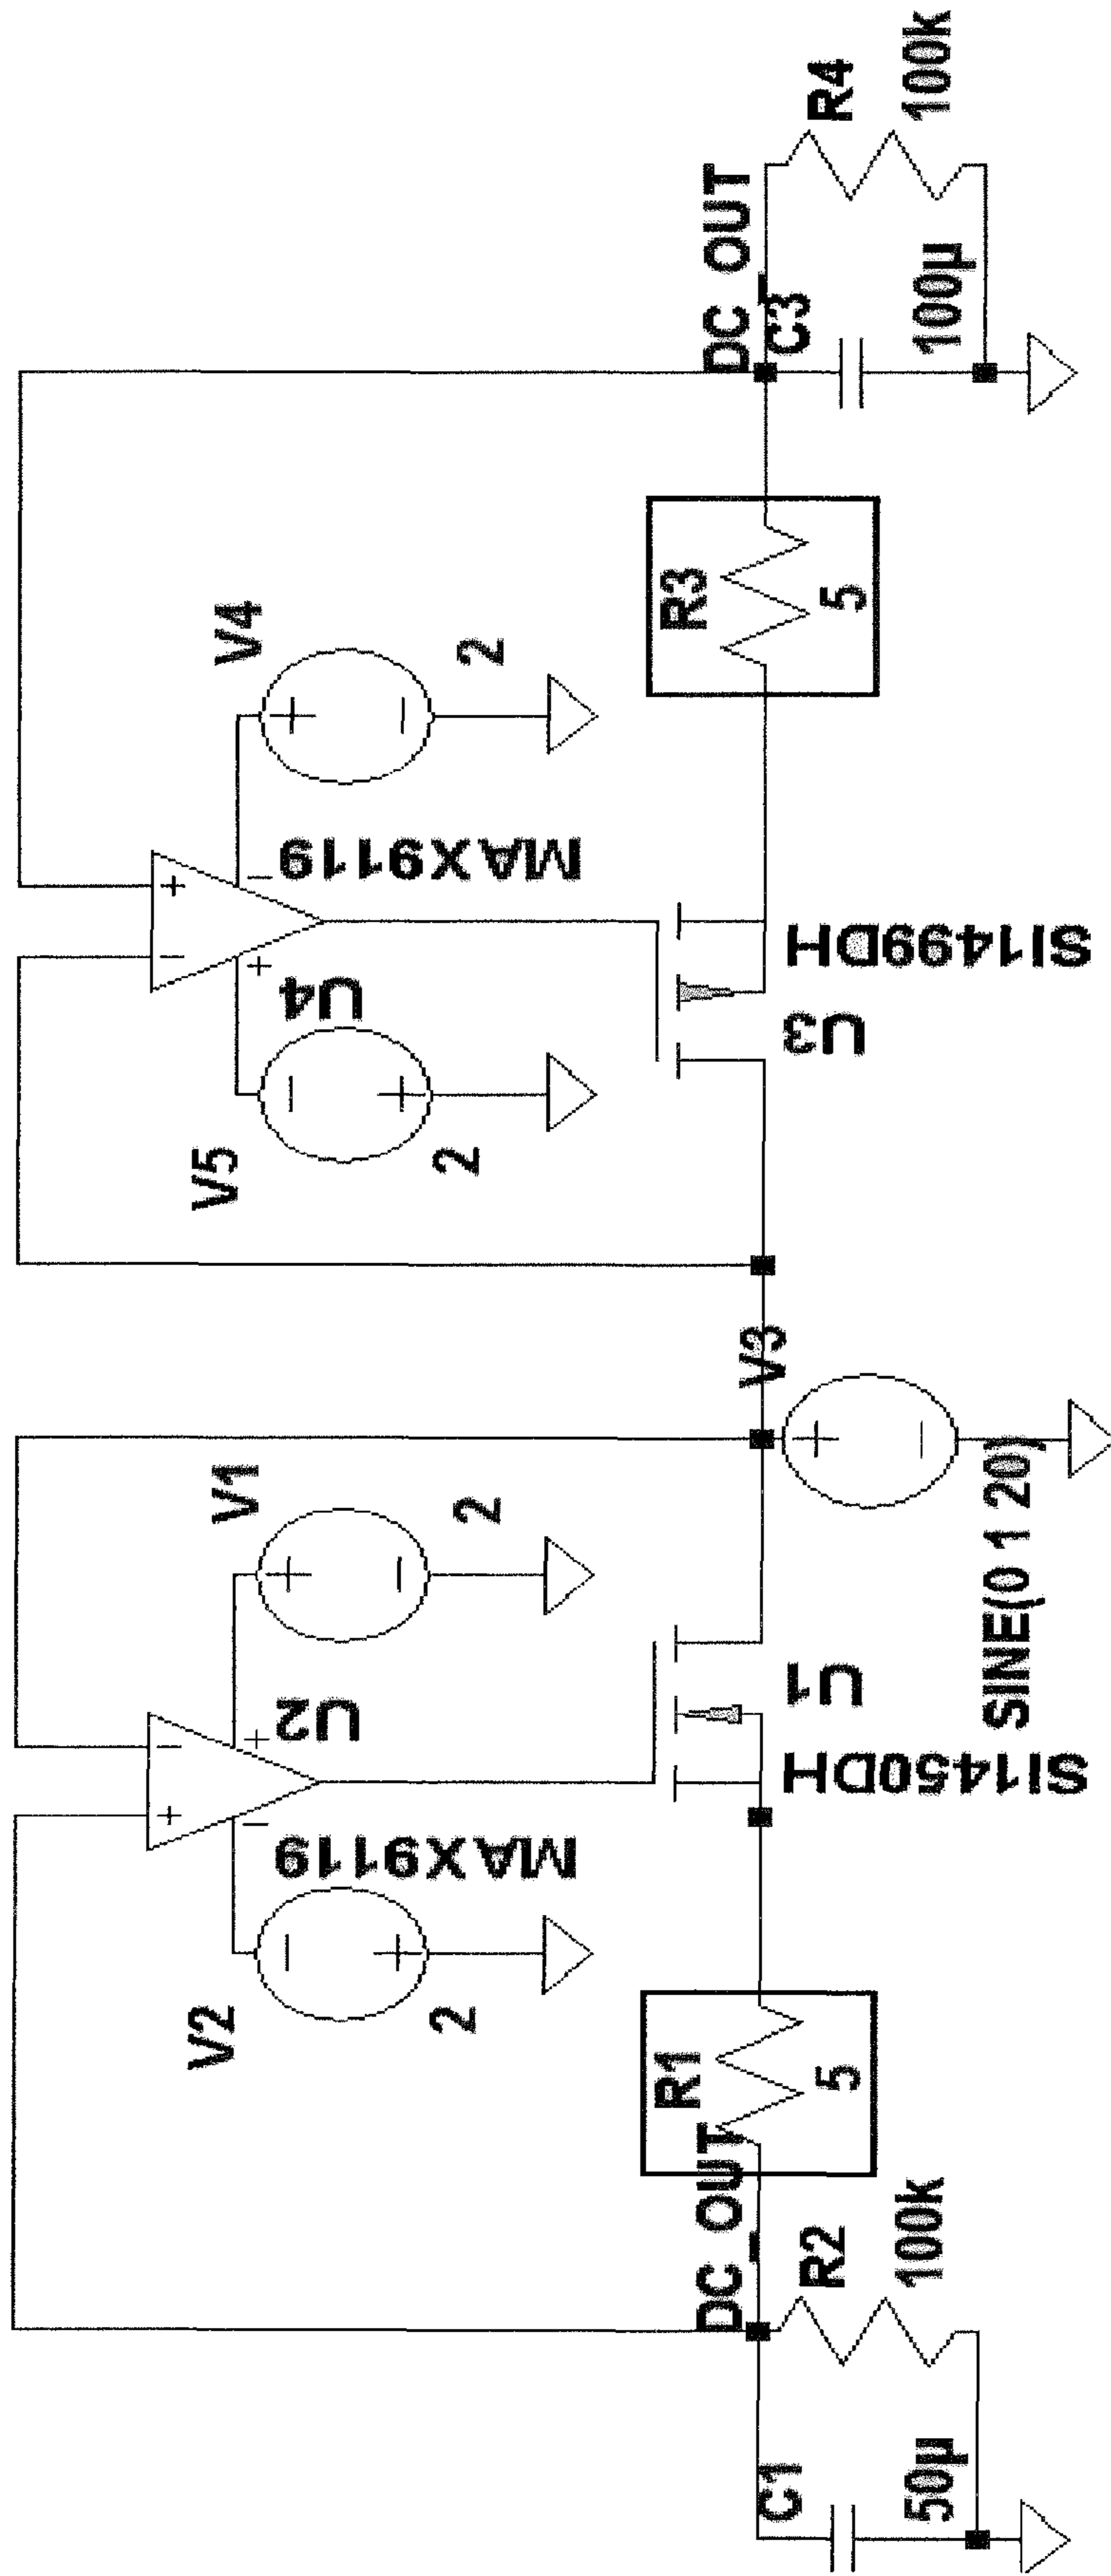 V2
2
MAX9119
U2
V1
2
V5
2
U4
MAX9119
V4
2
DC_OUT
R1
5
C1
50µ
R2
100k
U1
SI1450DH
V3
SINE(0 1 20)
U3
SI1499DH
R3
5
DC_OUT
C3
100µ
R4
100k